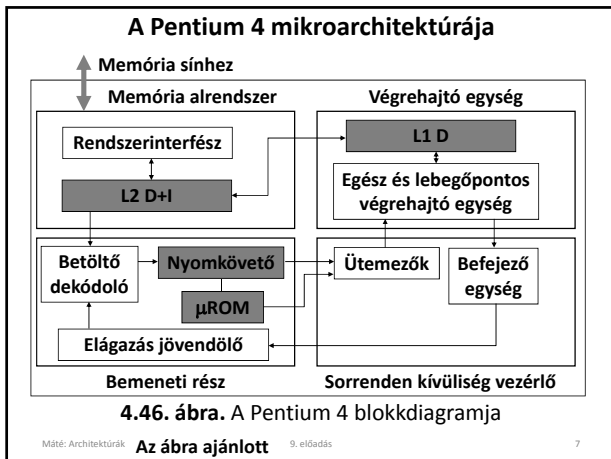 A Pentium 4 mikroarchitektúrája
Memória sínhez
Memória alrendszer
Végrehajtó egység
Rendszerinterfész
L1 D
L2 D+I
Egész és lebegőpontos
végrehajtó egység
Betöltő
dekódoló
Nyomkövető
µROM
Ütemezők
Befejező
egység
Elágazás jövendölő
Bemeneti rész
Sorrenden kívüliség vezérlő
4.46. ábra. A Pentium 4 blokkdiagramja
Máté: Architektúrák
Az ábra ajánlott
9. előadás
7